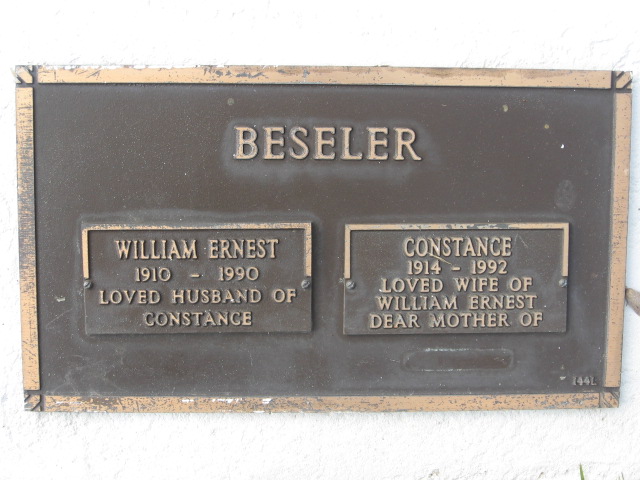 BESELER
WILLIAM ERNEST
1910 - 1990
LOVED HUSBAND OF
CONSTANCE
CONSTANCE
1914 - 1992
LOVED WIFE OF
WILLIAM ERNEST
DEAR MOTHER OF